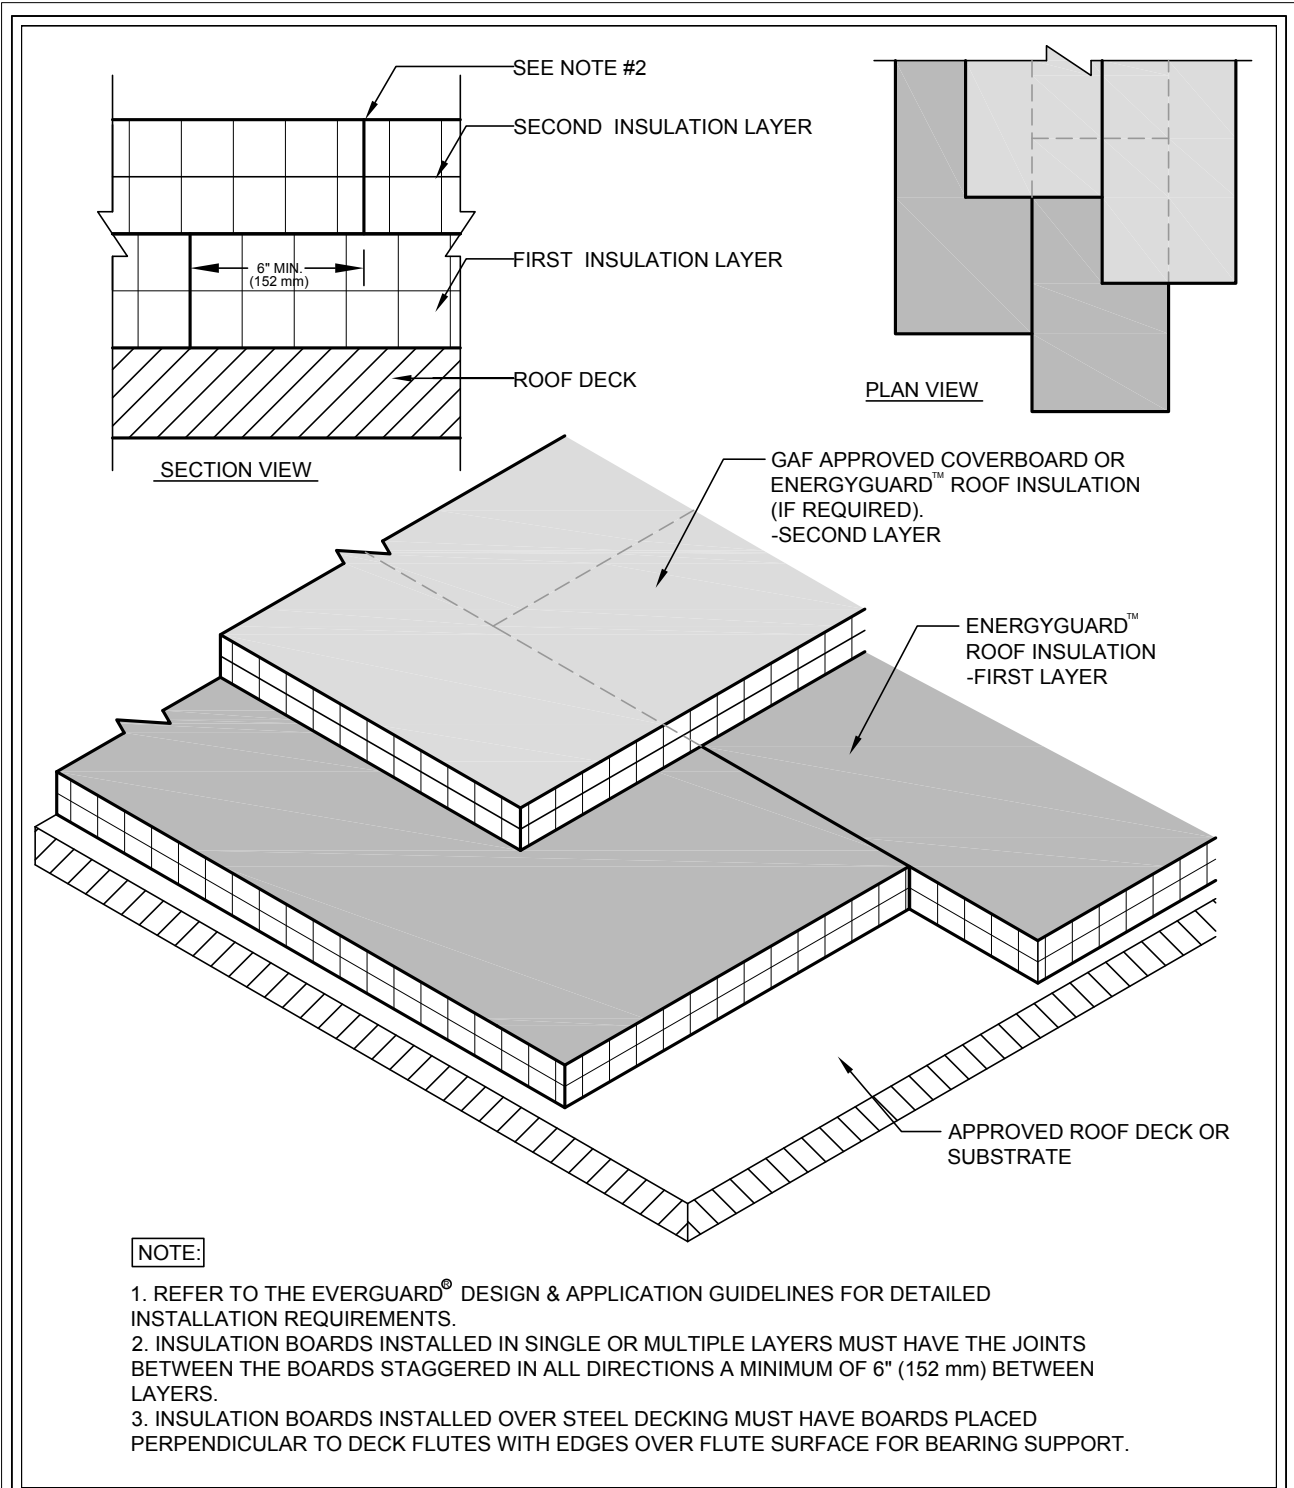 SEE NOTE #2
SECOND INSULATION LAYER
6" MIN.
(152 mm)
FIRST INSULATION LAYER
ROOF DECK
SECTION VIEW
PLAN VIEW
GAF APPROVED COVERBOARD OR
ENERGYGUARD™ ROOF INSULATION
(IF REQUIRED).
-SECOND LAYER
ENERGYGUARD™
ROOF INSULATION
-FIRST LAYER
APPROVED ROOF DECK OR
SUBSTRATE
NOTE:
1. REFER TO THE EVERGUARD® DESIGN & APPLICATION GUIDELINES FOR DETAILED
INSTALLATION REQUIREMENTS.
2. INSULATION BOARDS INSTALLED IN SINGLE OR MULTIPLE LAYERS MUST HAVE THE JOINTS
BETWEEN THE BOARDS STAGGERED IN ALL DIRECTIONS A MINIMUM OF 6" (152 mm) BETWEEN
LAYERS.
3. INSULATION BOARDS INSTALLED OVER STEEL DECKING MUST HAVE BOARDS PLACED
PERPENDICULAR TO DECK FLUTES WITH EDGES OVER FLUTE SURFACE FOR BEARING SUPPORT.